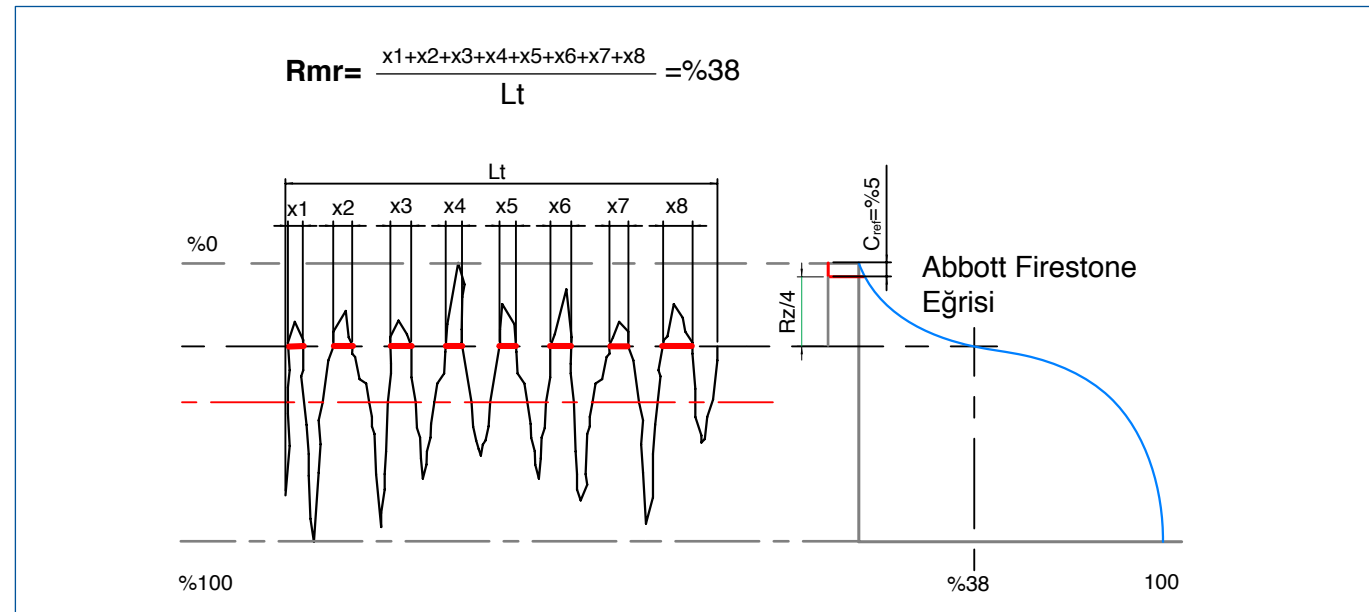 Rmr= x1+x2+x3+x4+x5+x6+x7+x8 =%38
Lt
Lt
x1 x2 x3 x4 x5 x6 x7 x8
%0
Cref=%5
Abbott Firestone
Eğrisi
Rz/4
%100
%38
100